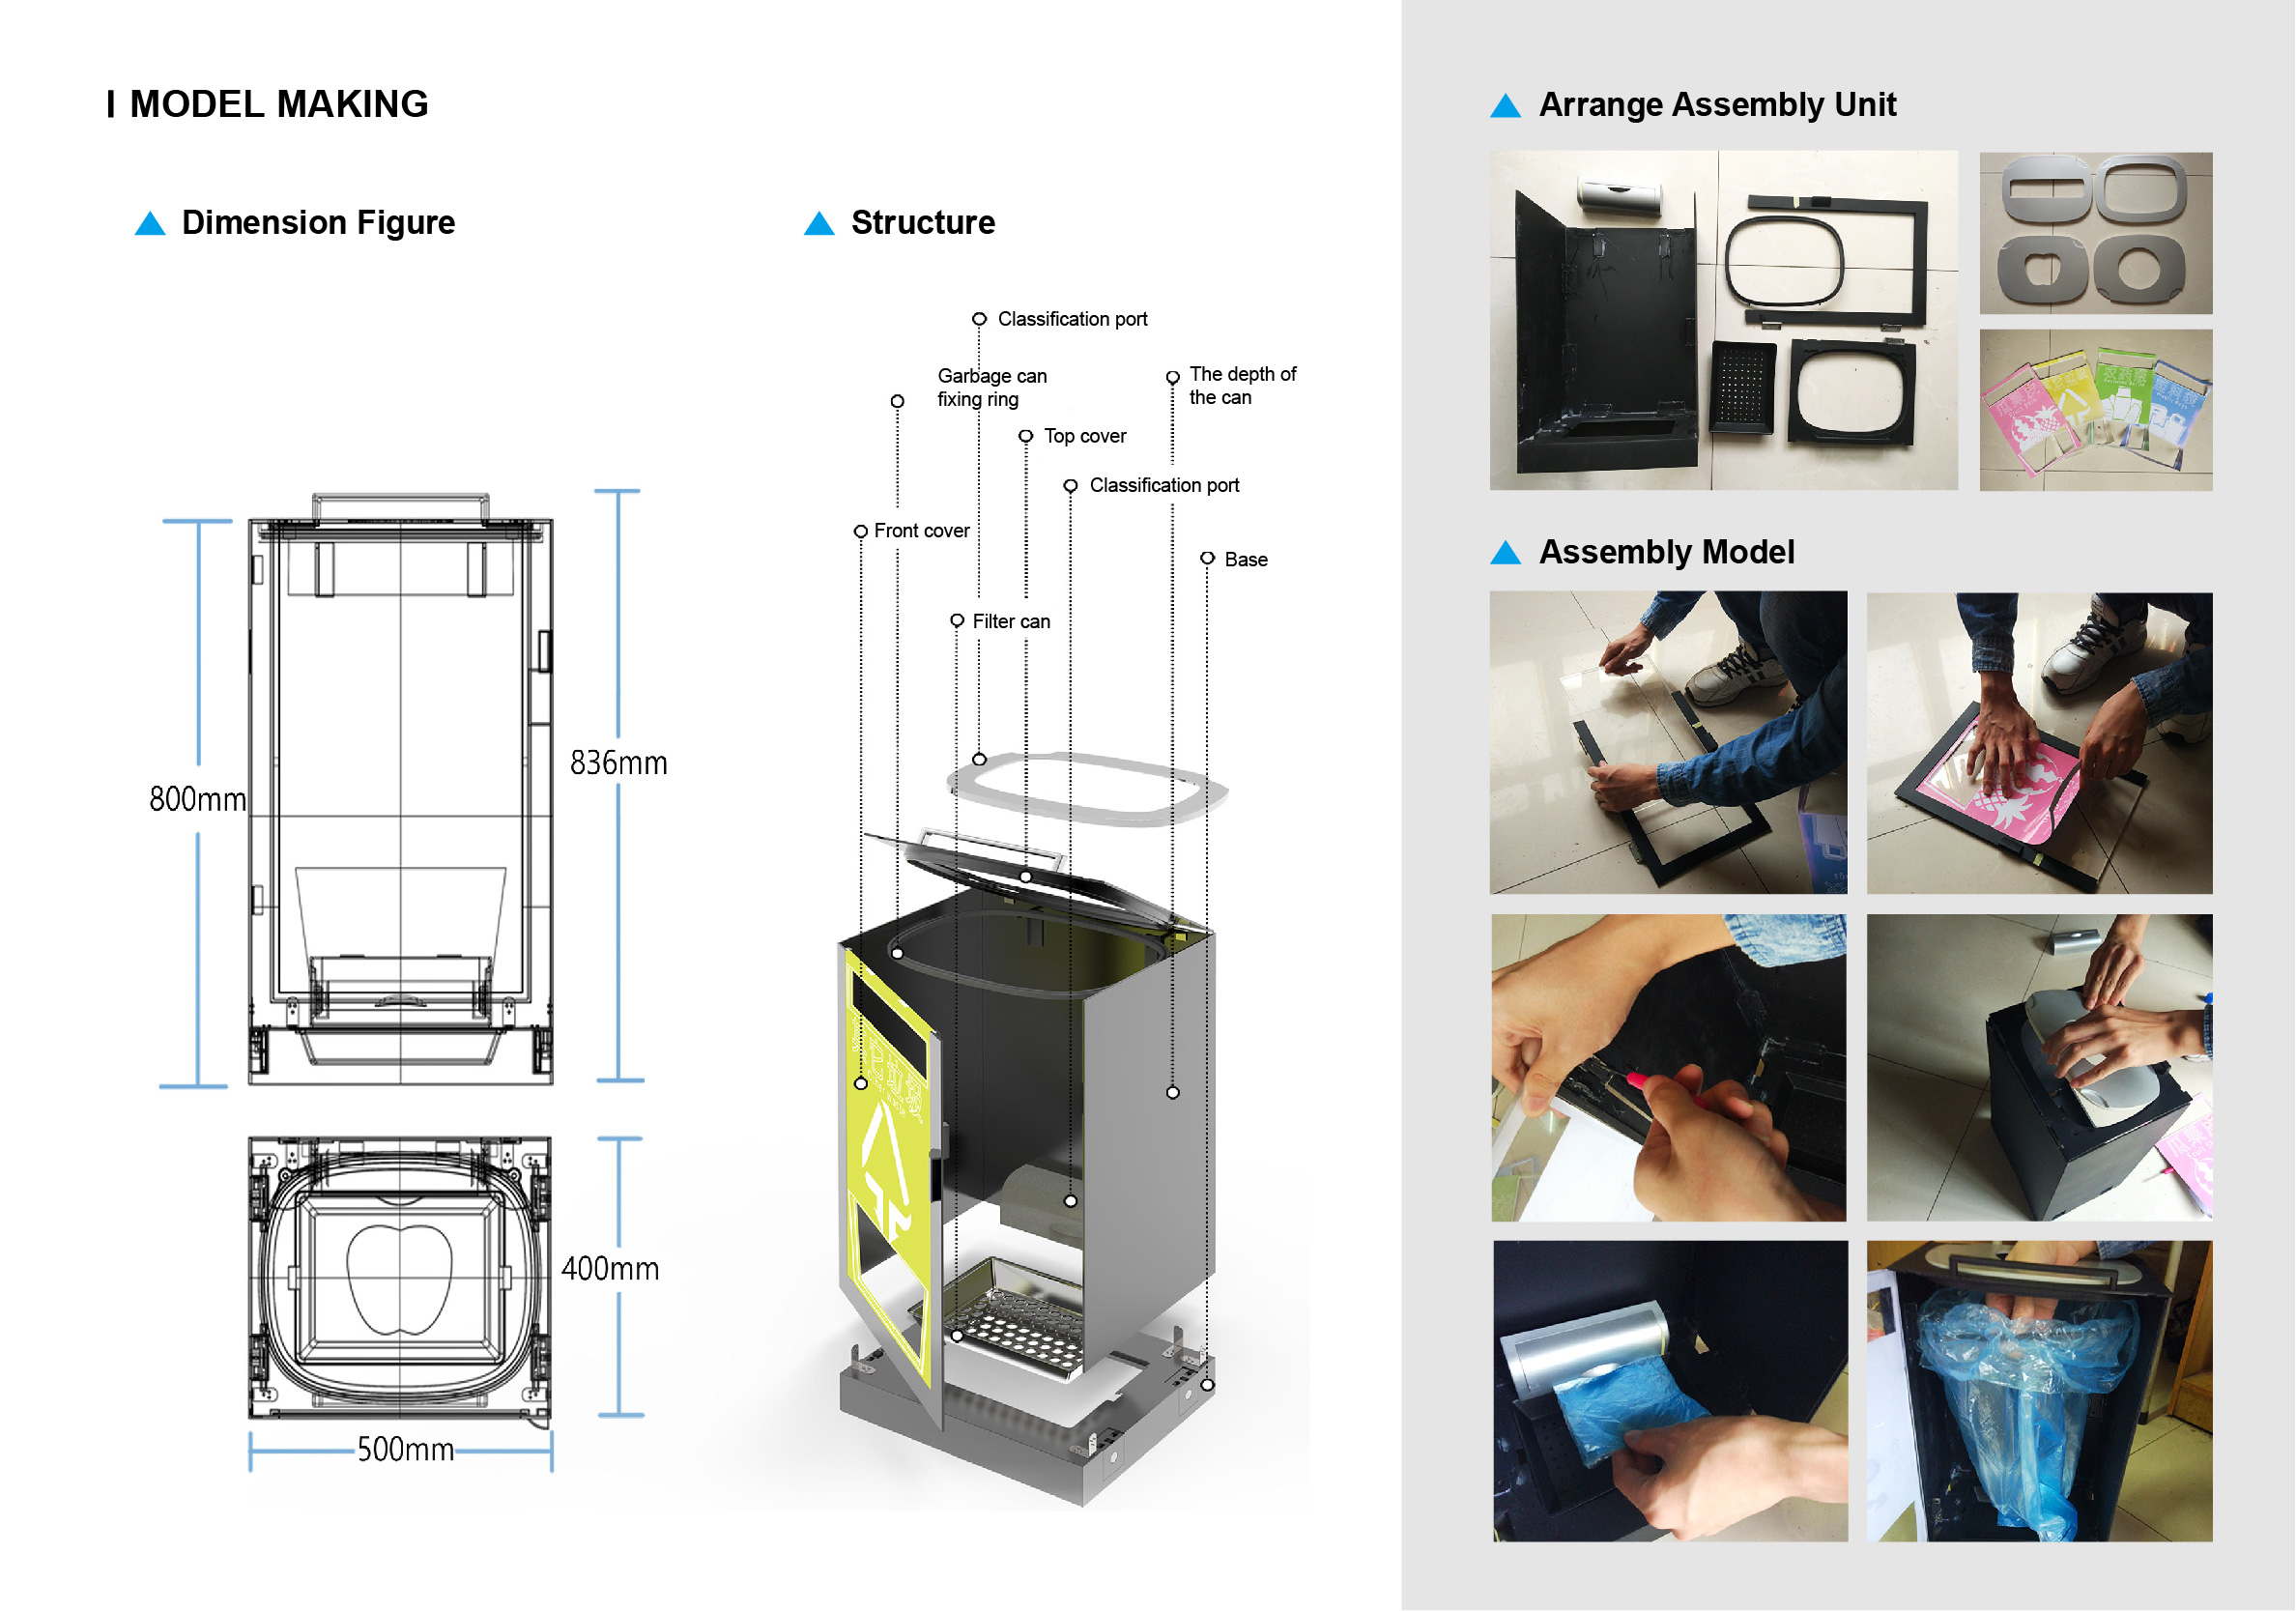 I MODEL MAKING
Dimension Figure
800mm
836mm
400mm
500mm
Structure
Classification port
Garbage can
fixing ring
The depth of
the can
Top cover
Classification port
Front cover
Base
Filter can
Arrange Assembly Unit
Assembly Model